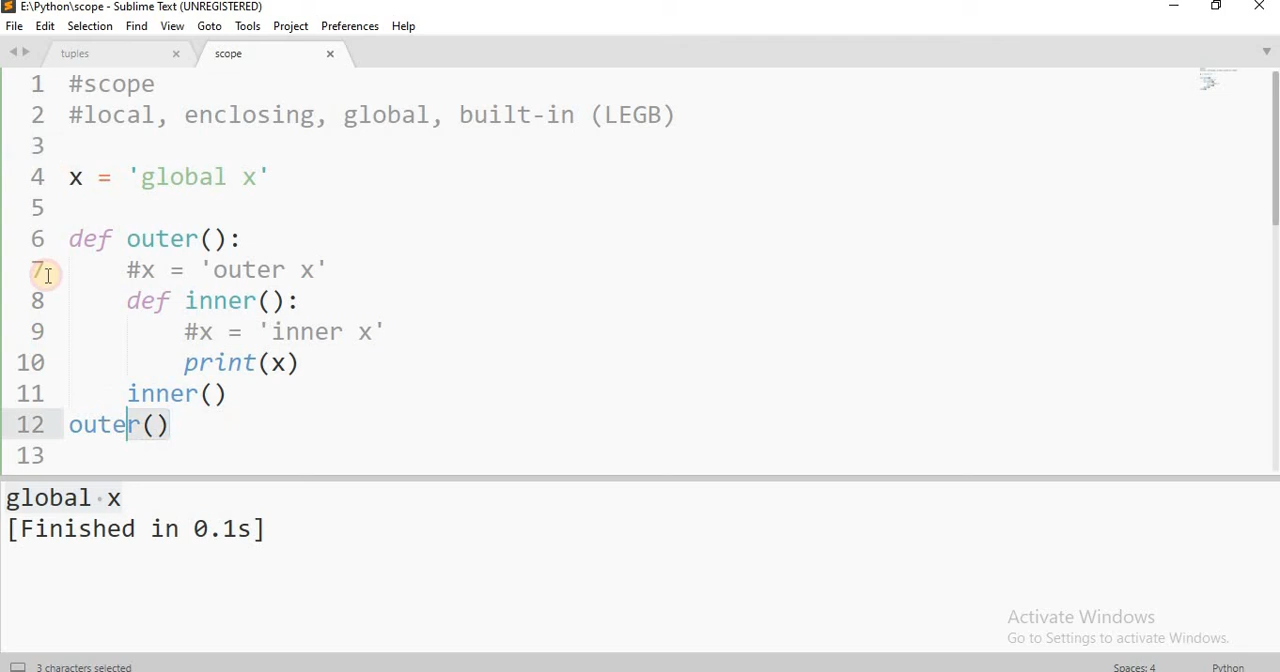 E:\Python\scope - Sublime Text (UNREGISTERED)
File Edit Selection Find View Goto Tools Project Preferences Help
tuples scope
1 #scope
2 #local, enclosing, global, built-in (LEGB)
3
4 x = 'global x'
5
6 def outer():
7     #x = 'outer x'
8     def inner():
9         #x = 'inner x'
10         print(x)
11     inner()
12 outer()
13
global x
[Finished in 0.1s]
Activate Windows
Go to Settings to activate Windows.
3 characters selected Spaces: 4 Python